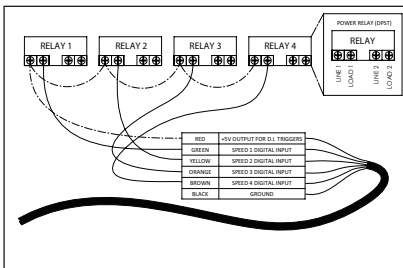 RELAY 1
RELAY 2
RELAY 3
RELAY 4
POWER RELAY (DPST)
RELAY
LINE 1
LOAD 1
LINE 2
LOAD 2
RED +5V OUTPUT FOR D.I. TRIGGERS
GREEN SPEED 1 DIGITAL INPUT
YELLOW SPEED 2 DIGITAL INPUT
ORANGE SPEED 3 DIGITAL INPUT
BROWN SPEED 4 DIGITAL INPUT
BLACK GROUND